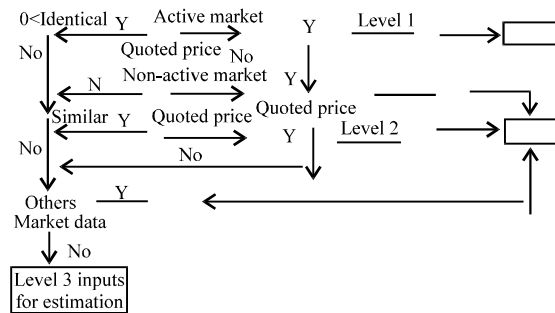 0<Identical Y Active market Y Level 1
No Quoted price No
Non-active market
N Y
Similar Quoted price Quoted price
Y Y Level 2
No No
Others Y
Market data
No
Level 3 inputs
for estimation